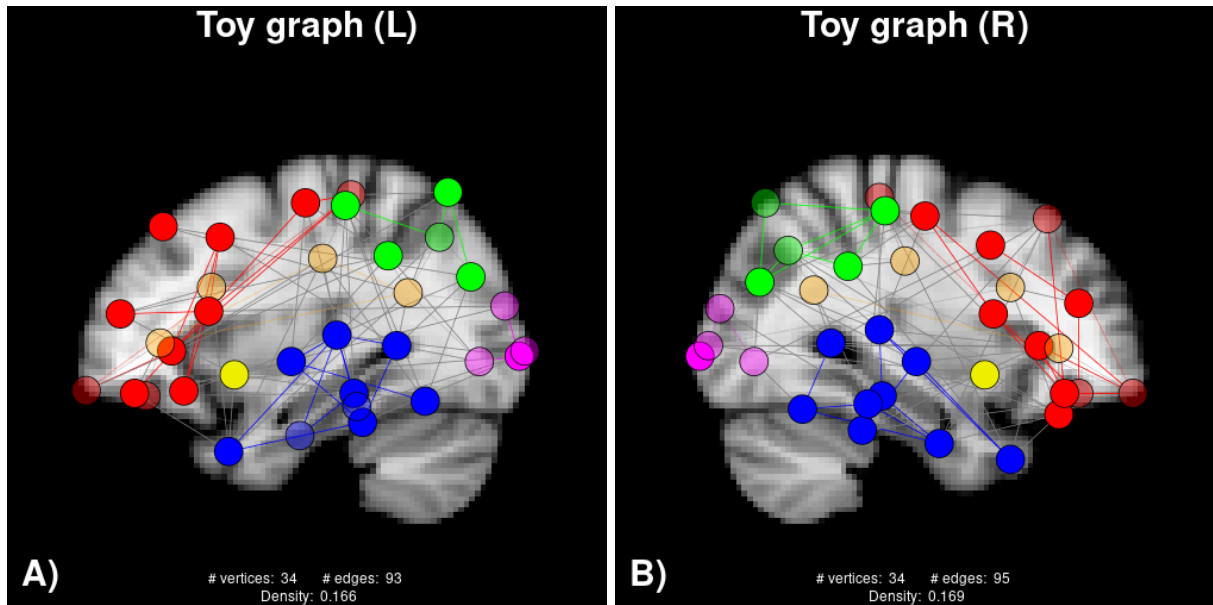 Toy graph (L)
Toy graph (R)
A)
# vertices: 34 # edges: 93
Density: 0.166
B)
# vertices: 34 # edges: 95
Density: 0.169